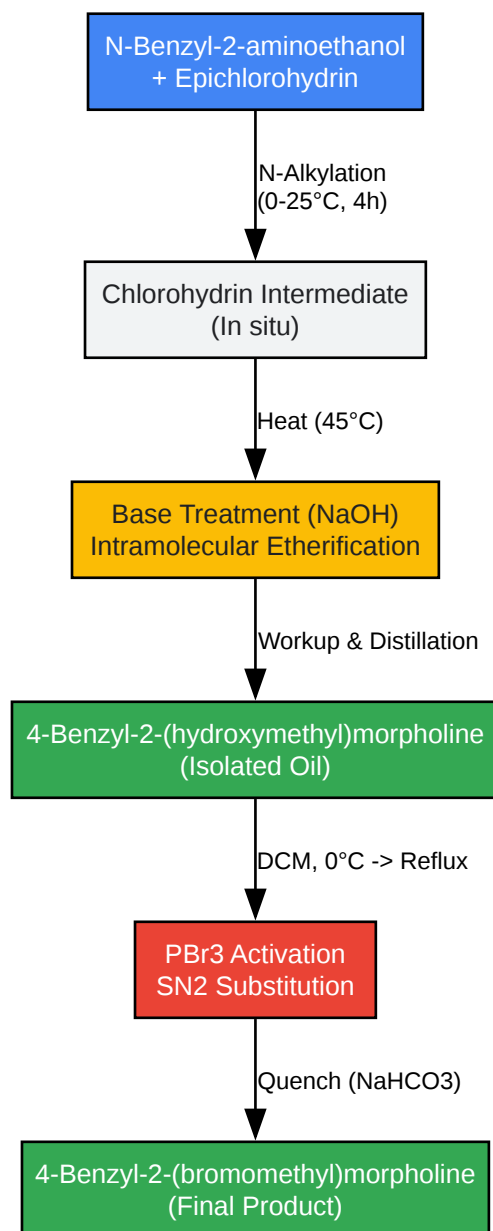 N-Benzyl-2-aminoethanol
+ Epichlorohydrin
N-Alkylation
(0-25°C, 4h)
Chlorohydrin Intermediate
(In situ)
Heat (45°C)
Base Treatment (NaOH)
Intramolecular Etherification
Workup & Distillation
4-Benzyl-2-(hydroxymethyl)morpholine
(Isolated Oil)
DCM, 0°C -> Reflux
PBr3 Activation
SN2 Substitution
Quench (NaHCO3)
4-Benzyl-2-(bromomethyl)morpholine
(Final Product)